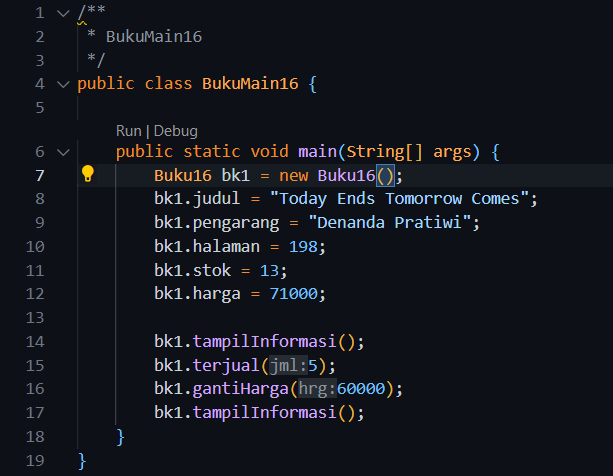 1 /**
2 * BukuMain16
3 */
4 public class BukuMain16 {
5
Run | Debug
6 public static void main(String[] args) {
7 Buku16 bk1 = new Buku16();
8 bk1.judul = "Today Ends Tomorrow Comes";
9 bk1.pengarang = "Denanda Pratiwi";
10 bk1.halaman = 198;
11 bk1.stok = 13;
12 bk1.harga = 71000;
13
14 bk1.tampilInformasi();
15 bk1.terjual(jml:5);
16 bk1.gantiHarga(hrg:60000);
17 bk1.tampilInformasi();
18 }
19 }